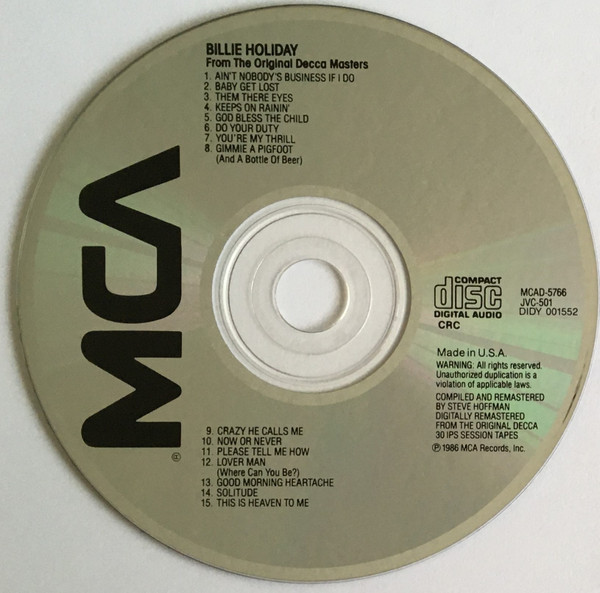 BILLIE HOLIDAY
From The Original Decca Masters
1. AIN'T NOBODY'S BUSINESS IF I DO
2. BABY GET LOST
3. THEM THERE EYES
4. KEEPS ON RAININ'
5. GOD BLESS THE CHILD
6. DO YOUR DUTY
7. YOU'RE MY THRILL
8. GIMMIE A PIGFOOT
(And A Bottle Of Beer)
MCA
®
COMPACT
disc
DIGITAL AUDIO
CRC
MCAD-5766
JVC-501
DIDY 001552
Made in U.S.A.
WARNING: All rights reserved.
Unauthorized duplication is a
violation of applicable laws.
COMPILED AND REMASTERED
BY STEVE HOFFMAN
DIGITALLY REMASTERED
FROM THE ORIGINAL DECCA
30 IPS SESSION TAPES
℗ 1986 MCA Records, Inc.
9. CRAZY HE CALLS ME
10. NOW OR NEVER
11. PLEASE TELL ME HOW
12. LOVER MAN
(Where Can You Be?)
13. GOOD MORNING HEARTACHE
14. SOLITUDE
15. THIS IS HEAVEN TO ME